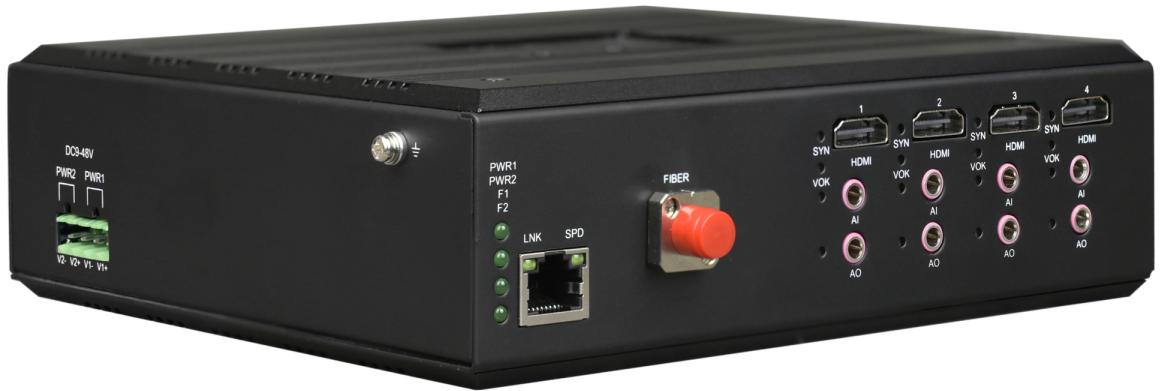 DC9-48V
PWR2 PWR1
V2- V2+ V1- V1+
PWR1
PWR2
F1
F2
LNK SPD
FIBER
1 2 3 4
SYN SYN SYN SYN
HDMI HDMI HDMI HDMI
VOK VOK VOK VOK
AI AI AI AI
AO AO AO AO